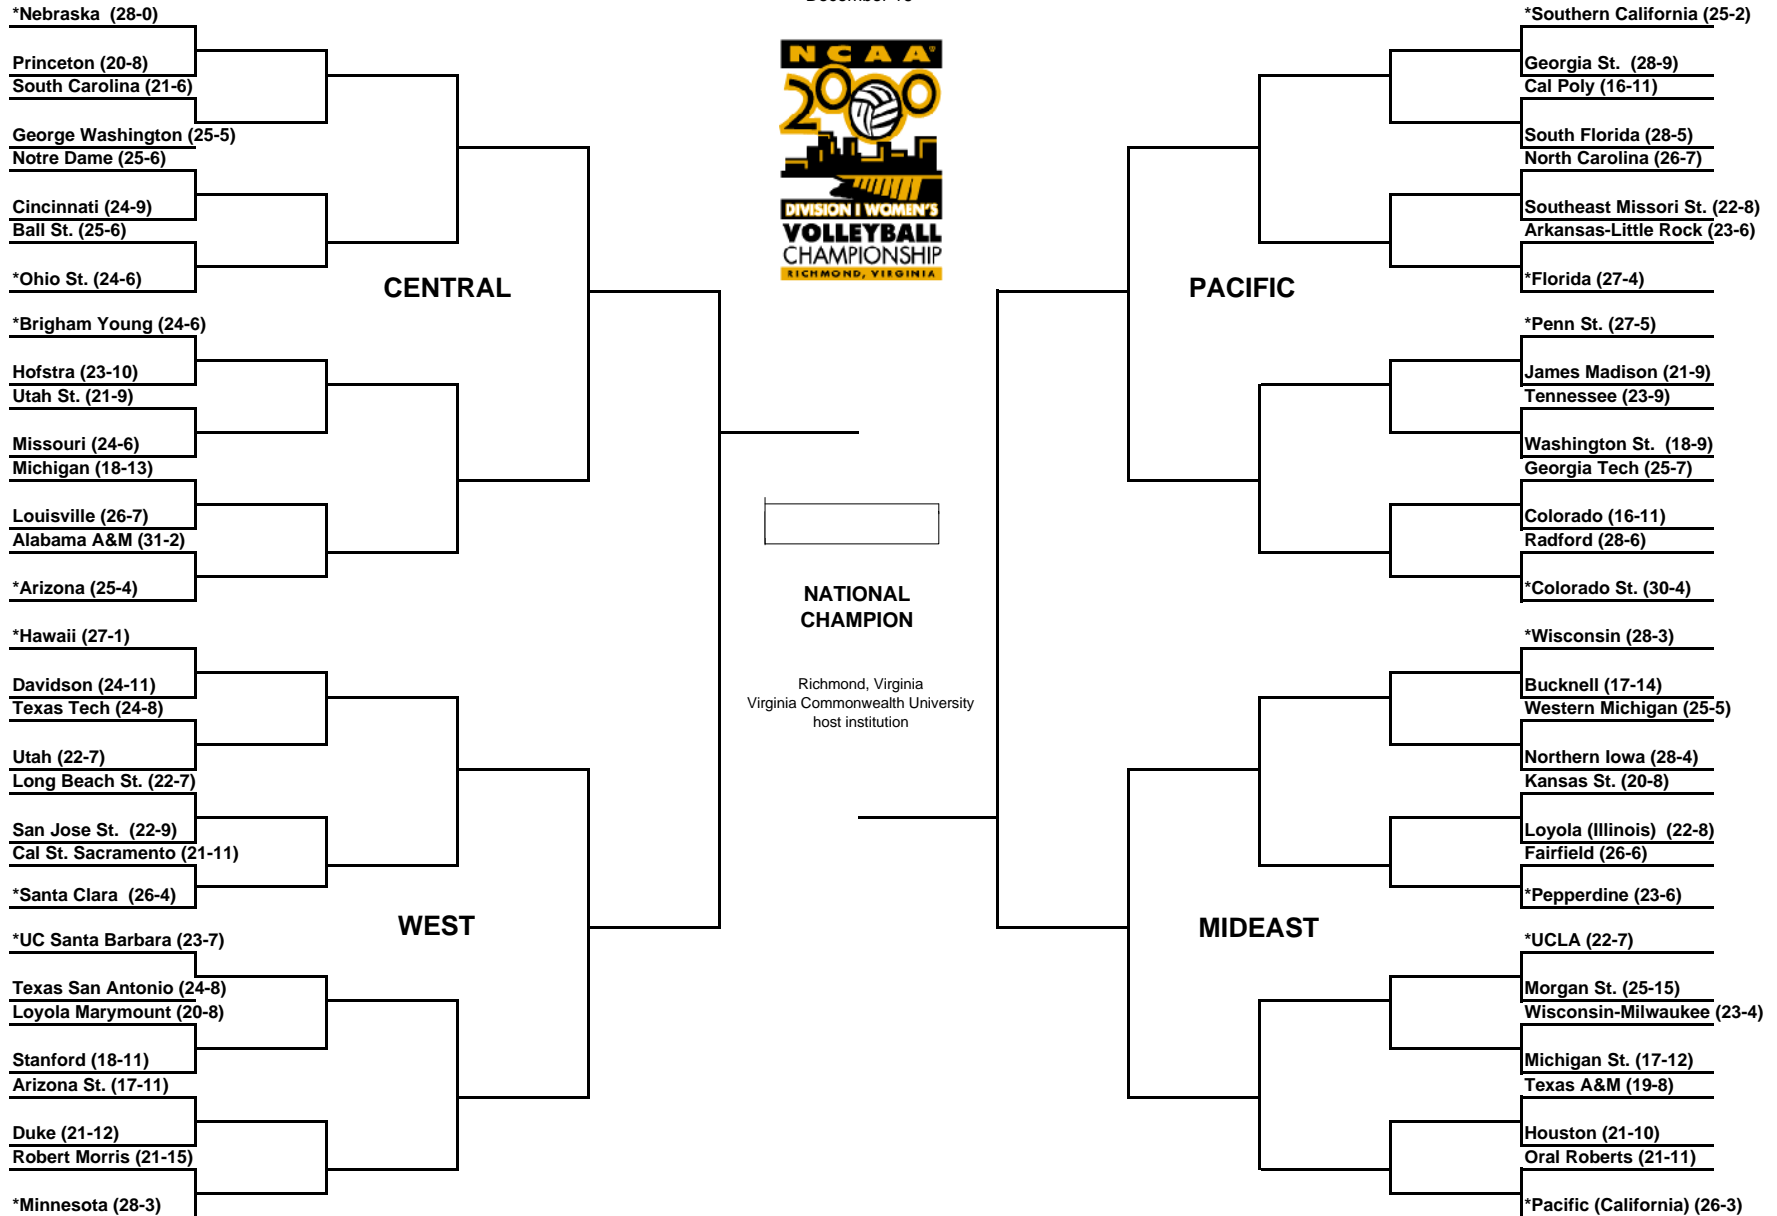 December 16
*Nebraska (28-0)
Princeton (20-8)
South Carolina (21-6)
George Washington (25-5)
Notre Dame (25-6)
Cincinnati (24-9)
Ball St. (25-6)
*Ohio St. (24-6)
CENTRAL
*Brigham Young (24-6)
Hofstra (23-10)
Utah St. (21-9)
Missouri (24-6)
Michigan (18-13)
Louisville (26-7)
Alabama A&M (31-2)
*Arizona (25-4)
*Hawaii (27-1)
Davidson (24-11)
Texas Tech (24-8)
Utah (22-7)
Long Beach St. (22-7)
San Jose St. (22-9)
Cal St. Sacramento (21-11)
*Santa Clara (26-4)
WEST
*UC Santa Barbara (23-7)
Texas San Antonio (24-8)
Loyola Marymount (20-8)
Stanford (18-11)
Arizona St. (17-11)
Duke (21-12)
Robert Morris (21-15)
*Minnesota (28-3)
NCAA
2000
DIVISION I WOMEN'S
VOLLEYBALL
CHAMPIONSHIP
RICHMOND, VIRGINIA
NATIONAL
CHAMPION
Richmond, Virginia
Virginia Commonwealth University
host institution
*Southern California (25-2)
Georgia St. (28-9)
Cal Poly (16-11)
South Florida (28-5)
North Carolina (26-7)
Southeast Missori St. (22-8)
Arkansas-Little Rock (23-6)
*Florida (27-4)
PACIFIC
*Penn St. (27-5)
James Madison (21-9)
Tennessee (23-9)
Washington St. (18-9)
Georgia Tech (25-7)
Colorado (16-11)
Radford (28-6)
*Colorado St. (30-4)
*Wisconsin (28-3)
Bucknell (17-14)
Western Michigan (25-5)
Northern Iowa (28-4)
Kansas St. (20-8)
Loyola (Illinois) (22-8)
Fairfield (26-6)
*Pepperdine (23-6)
MIDEAST
*UCLA (22-7)
Morgan St. (25-15)
Wisconsin-Milwaukee (23-4)
Michigan St. (17-12)
Texas A&M (19-8)
Houston (21-10)
Oral Roberts (21-11)
*Pacific (California) (26-3)